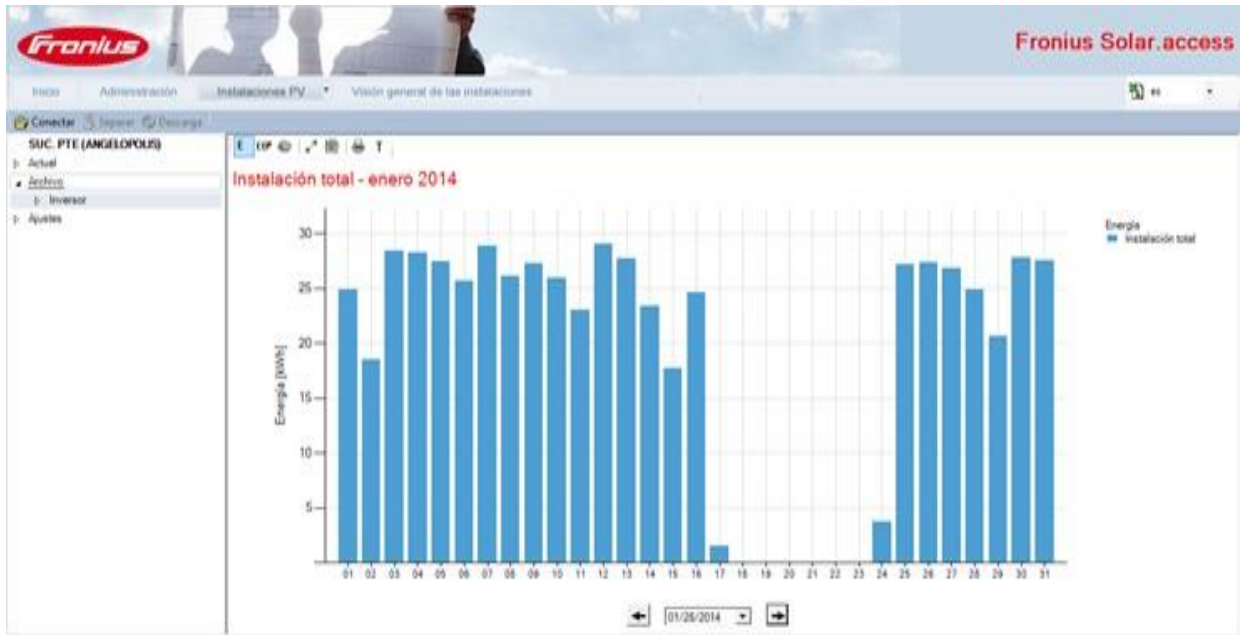 Fronius
Fronius Solar.access
Inicio Administración Instalaciones PV Visión general de las instalaciones es
Conectar Separar Descarga
SUC. PTE (ANGELOPOLIS)
Actual
Archivo
Inversor
Ajustes
E EXP T
Instalación total - enero 2014
Energía
Instalación total
Energía [kWh]
30
25
20
15
10
5
01 02 03 04 05 06 07 08 09 10 11 12 13 14 15 16 17 18 19 20 21 22 23 24 25 26 27 28 29 30 31
01/26/2014